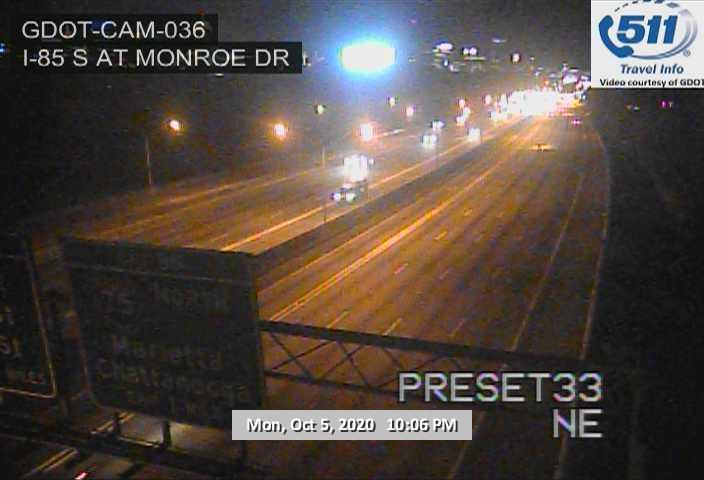 GDOT-CAM-036
I-85 S AT MONROE DR
511
Travel Info
Video courtesy of GDOT
75 North
Marietta
Chattanooga
PRESET33
NE
Mon, Oct 5, 2020 10:06 PM